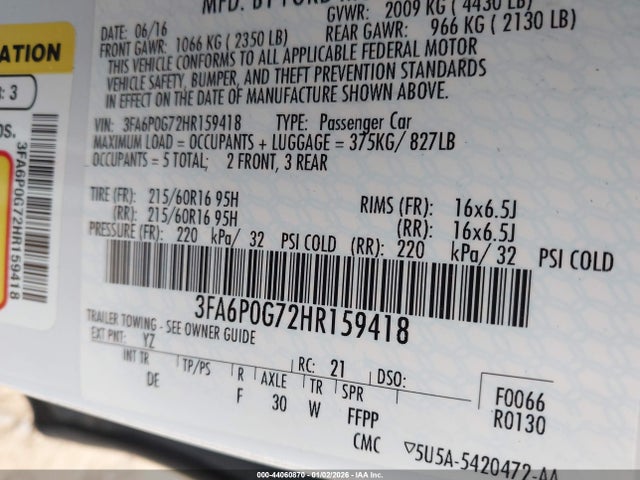 MFD. BY FORD
DATE: 06/16 GVWR: 2009 KG (4430 LB)
FRONT GAWR: 1066 KG (2350 LB) REAR GAWR: 966 KG (2130 LB)
THIS VEHICLE CONFORMS TO ALL APPLICABLE FEDERAL MOTOR
VEHICLE SAFETY, BUMPER, AND THEFT PREVENTION STANDARDS
IN EFFECT ON THE DATE OF MANUFACTURE SHOWN ABOVE.
VIN: 3FA6P0G72HR159418 TYPE: Passenger Car
MAXIMUM LOAD = OCCUPANTS + LUGGAGE = 375KG/ 827LB
OCCUPANTS = 5 TOTAL; 2 FRONT, 3 REAR
TIRE (FR): 215/60R16 95H RIMS (FR): 16x6.5J
(RR): 215/60R16 95H (RR): 16x6.5J
PRESSURE (FR): 220 kPa/ 32 PSI COLD (RR): 220 kPa/ 32 PSI COLD
3FA6P0G72HR159418
TRAILER TOWING - SEE OWNER GUIDE
EXT PNT: YZ RC: 21 DSO:
INT TR TP/PS R AXLE TR SPR F0066
DE F 30 W FFPP R0130
CMC 5U5A-5420472-AA
: 3
DS.
3FA6P0G72HR159418
000-44060870 - 01/02/2026 - IAA, Inc.